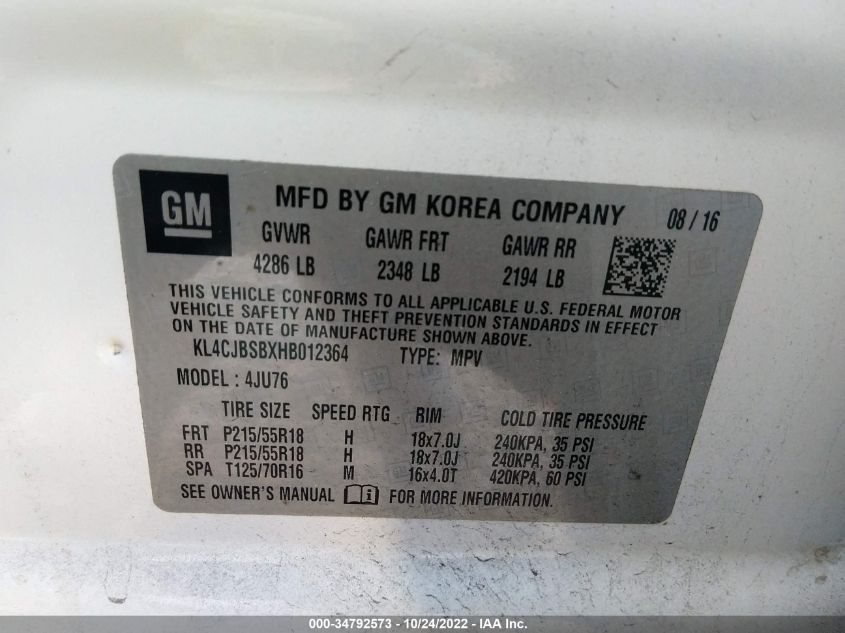 GM MFD BY GM KOREA COMPANY 08 / 16
GVWR GAWR FRT GAWR RR
4286 LB 2348 LB 2194 LB
THIS VEHICLE CONFORMS TO ALL APPLICABLE U.S. FEDERAL MOTOR
VEHICLE SAFETY AND THEFT PREVENTION STANDARDS IN EFFECT
ON THE DATE OF MANUFACTURE SHOWN ABOVE.
KL4CJBSBXHB012364 TYPE: MPV
MODEL : 4JU76
TIRE SIZE SPEED RTG RIM COLD TIRE PRESSURE
FRT P215/55R18 H 18x7.0J 240KPA, 35 PSI
RR P215/55R18 H 18x7.0J 240KPA, 35 PSI
SPA T125/70R16 M 16x4.0T 420KPA, 60 PSI
SEE OWNER'S MANUAL FOR MORE INFORMATION.
000-34792573 - 10/24/2022 - © IAA Inc.